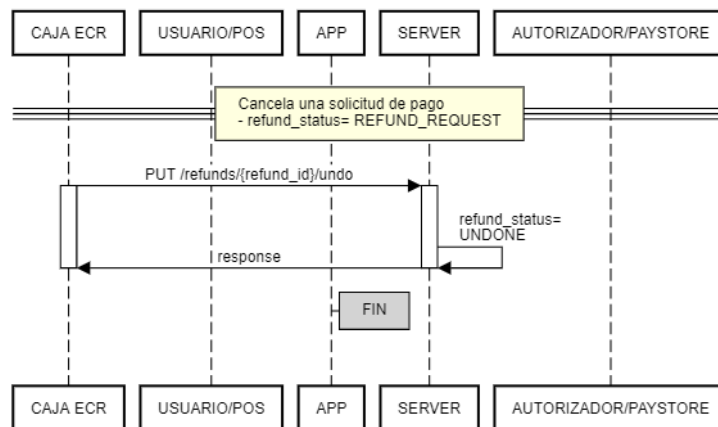 CAJA ECR
USUARIO/POS
APP
SERVER
AUTORIZADOR/PAYSTORE
Cancela una solicitud de pago
- refund_status= REFUND_REQUEST
PUT /refunds/{refund_id}/undo
refund_status=
UNDONE
response
FIN
CAJA ECR
USUARIO/POS
APP
SERVER
AUTORIZADOR/PAYSTORE